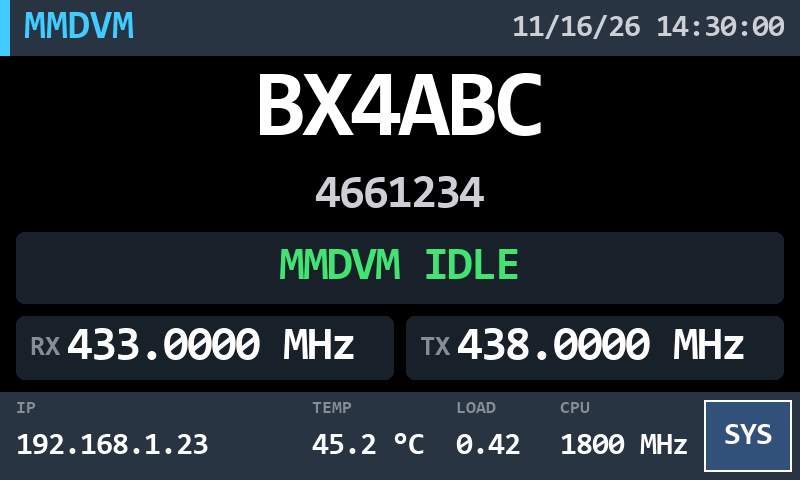 MMDVM 11/16/26 14:30:00
BX4ABC
4661234
MMDVM IDLE
RX 433.0000 MHz TX 438.0000 MHz
IP TEMP LOAD CPU
192.168.1.23 45.2 °C 0.42 1800 MHz SYS